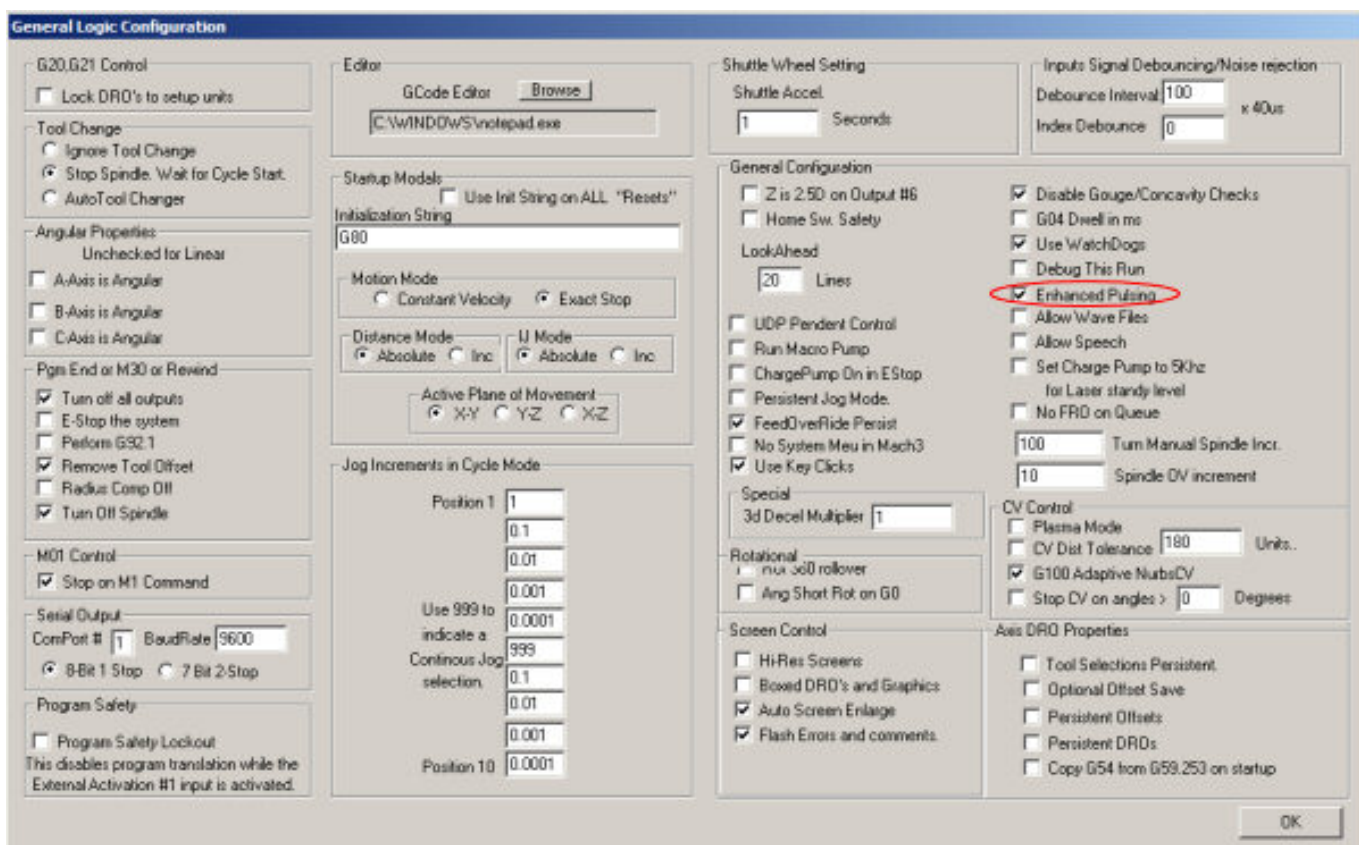 General Logic Configuration
G20,G21 Control
Lock DRO's to setup units
Tool Change
Ignore Tool Change
Stop Spindle. Wait for Cycle Start.
AutoTool Changer
Angular Properties
Unchecked for Linear
A-Axis is Angular
B-Axis is Angular
C-Axis is Angular
Pgm End or M30 or Rewind
Turn off all outputs
E-Stop the system
Perform G92.1
Remove Tool Offset
Radius Comp Off
Turn Off Spindle
M01 Control
Stop on M1 Command
Serial Output
ComPort # 1 BaudRate 9600
8-Bit 1 Stop 7 Bit 2-Stop
Program Safety
Program Safety Lockout
This disables program translation while the
External Activation #1 input is activated.
Editor
GCode Editor Browse
C:\WINDOWS\notepad.exe
Startup Modals
Use Init String on ALL "Resets"
Initialization String
G80
Motion Mode
Constant Velocity Exact Stop
Distance Mode
Absolute Inc
IJ Mode
Absolute Inc
Active Plane of Movement
X-Y Y-Z X-Z
Jog Increments in Cycle Mode
Position 1 1
0.1
0.01
0.001
Use 999 to
0.0001
indicate a
999
Continous Jog
0.1
selection.
0.01
0.001
Position 10 0.0001
Shuttle Wheel Setting
Shuttle Accel.
1 Seconds
Inputs Signal Debouncing/Noise rejection
Debounce Interval: 100
x 40us
Index Debounce 0
General Configuration
Z is 2.5D on Output #6
Home Sw. Safety
LookAhead
20 Lines
UDP Pendent Control
Run Macro Pump
ChargePump On in EStop
Persistent Jog Mode.
FeedOverRide Persist
No System Meu in Mach3
Use Key Clicks
Special
3d Decel Multiplier 1
Disable Gouge/Concavity Checks
G04 Dwell in ms
Use WatchDogs
Debug This Run
Enhanced Pulsing
Allow Wave Files
Allow Speech
Set Charge Pump to 5Khz
for Laser standy level
No FRO on Queue
100 Turn Manual Spindle Incr.
10 Spindle OV increment
CV Control
Plasma Mode
CV Dist Tolerance 180 Units..
G100 Adaptive NurbsCV
Stop CV on angles > 0 Degrees
Rotational
360 rollover
Ang Short Rot on G0
Screen Control
Hi-Res Screens
Boxed DRO's and Graphics
Auto Screen Enlarge
Flash Errors and comments.
Axis DRO Properties
Tool Selections Persistent.
Optional Offset Save
Persistent Offsets
Persistent DROs
Copy G54 from G59.253 on startup
OK